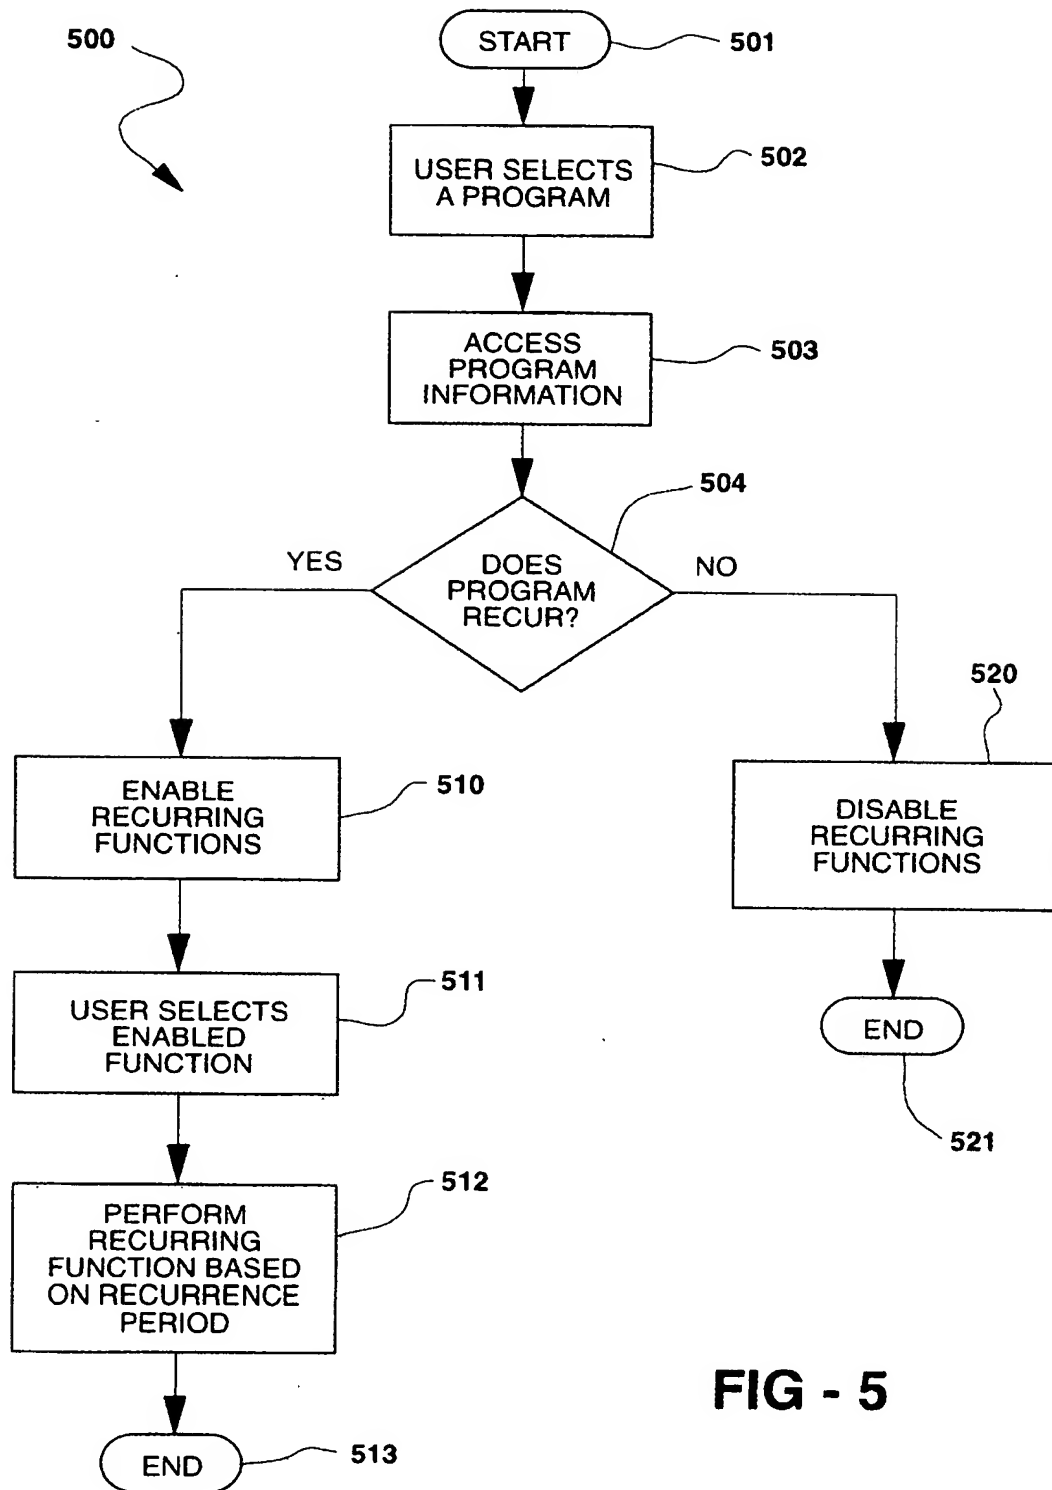 500
START
501
USER SELECTS
A PROGRAM
502
ACCESS
PROGRAM
INFORMATION
503
504
YES
DOES
PROGRAM
RECUR?
NO
520
ENABLE
RECURRING
FUNCTIONS
510
DISABLE
RECURRING
FUNCTIONS
USER SELECTS
ENABLED
FUNCTION
511
END
521
PERFORM
RECURRING
FUNCTION BASED
ON RECURRENCE
PERIOD
512
FIG - 5
END
513